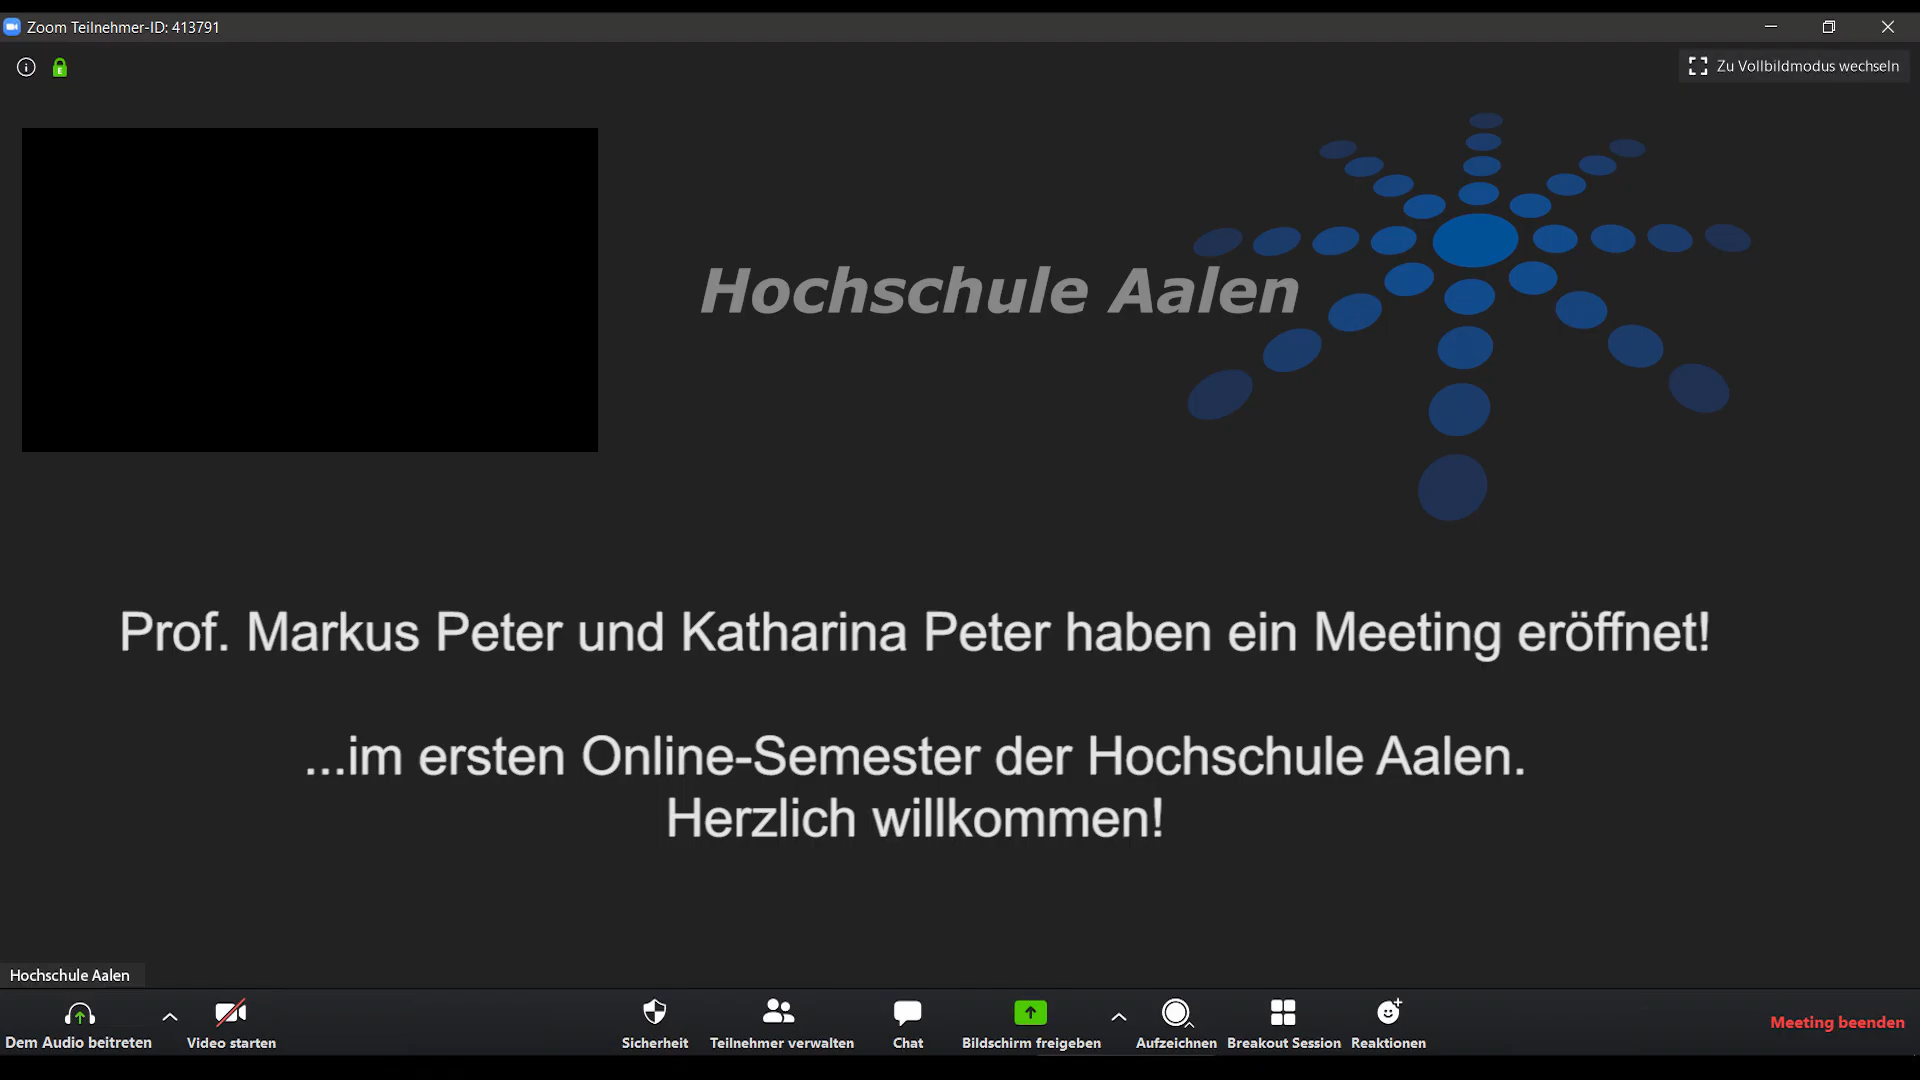 Zoom Teilnehmer-ID: 413791
Zu Vollbildmodus wechseln
Hochschule Aalen
Prof. Markus Peter und Katharina Peter haben ein Meeting eröffnet!
...im ersten Online-Semester der Hochschule Aalen.
Herzlich willkommen!
Hochschule Aalen
Dem Audio beitreten
Video starten
Sicherheit
Teilnehmer verwalten
Chat
Bildschirm freigeben
Aufzeichnen
Breakout Session
Reaktionen
Meeting beenden